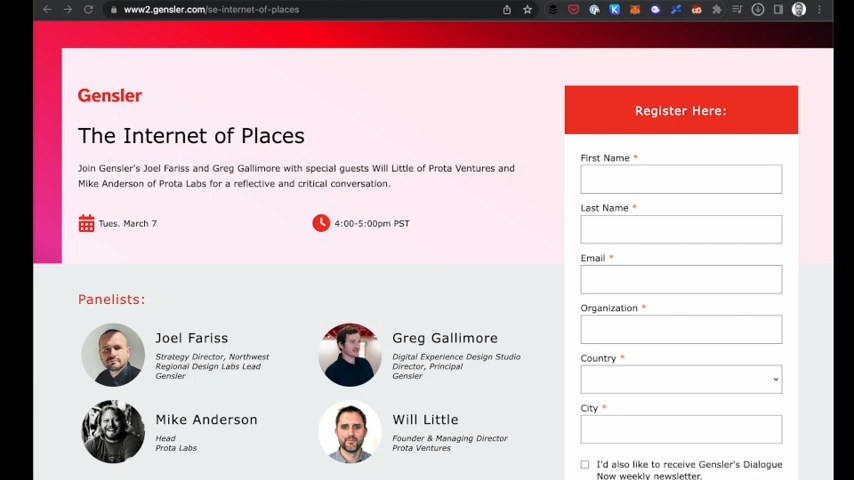 www2.gensler.com/se-internet-of-places
Gensler
The Internet of Places
Join Gensler's Joel Fariss and Greg Gallimore with special guests Will Little of Prota Ventures and
Mike Anderson of Prota Labs for a reflective and critical conversation.
Tues. March 7
4:00-5:00pm PST
Panelists:
Joel Fariss
Strategy Director, Northwest
Regional Design Labs Lead
Gensler
Greg Gallimore
Digital Experience Design Studio
Director, Principal
Gensler
Mike Anderson
Head
Prota Labs
Will Little
Founder & Managing Director
Prota Ventures
Register Here:
First Name *
Last Name *
Email *
Organization *
Country *
City *
I'd also like to receive Gensler's Dialogue
Now weekly newsletter.